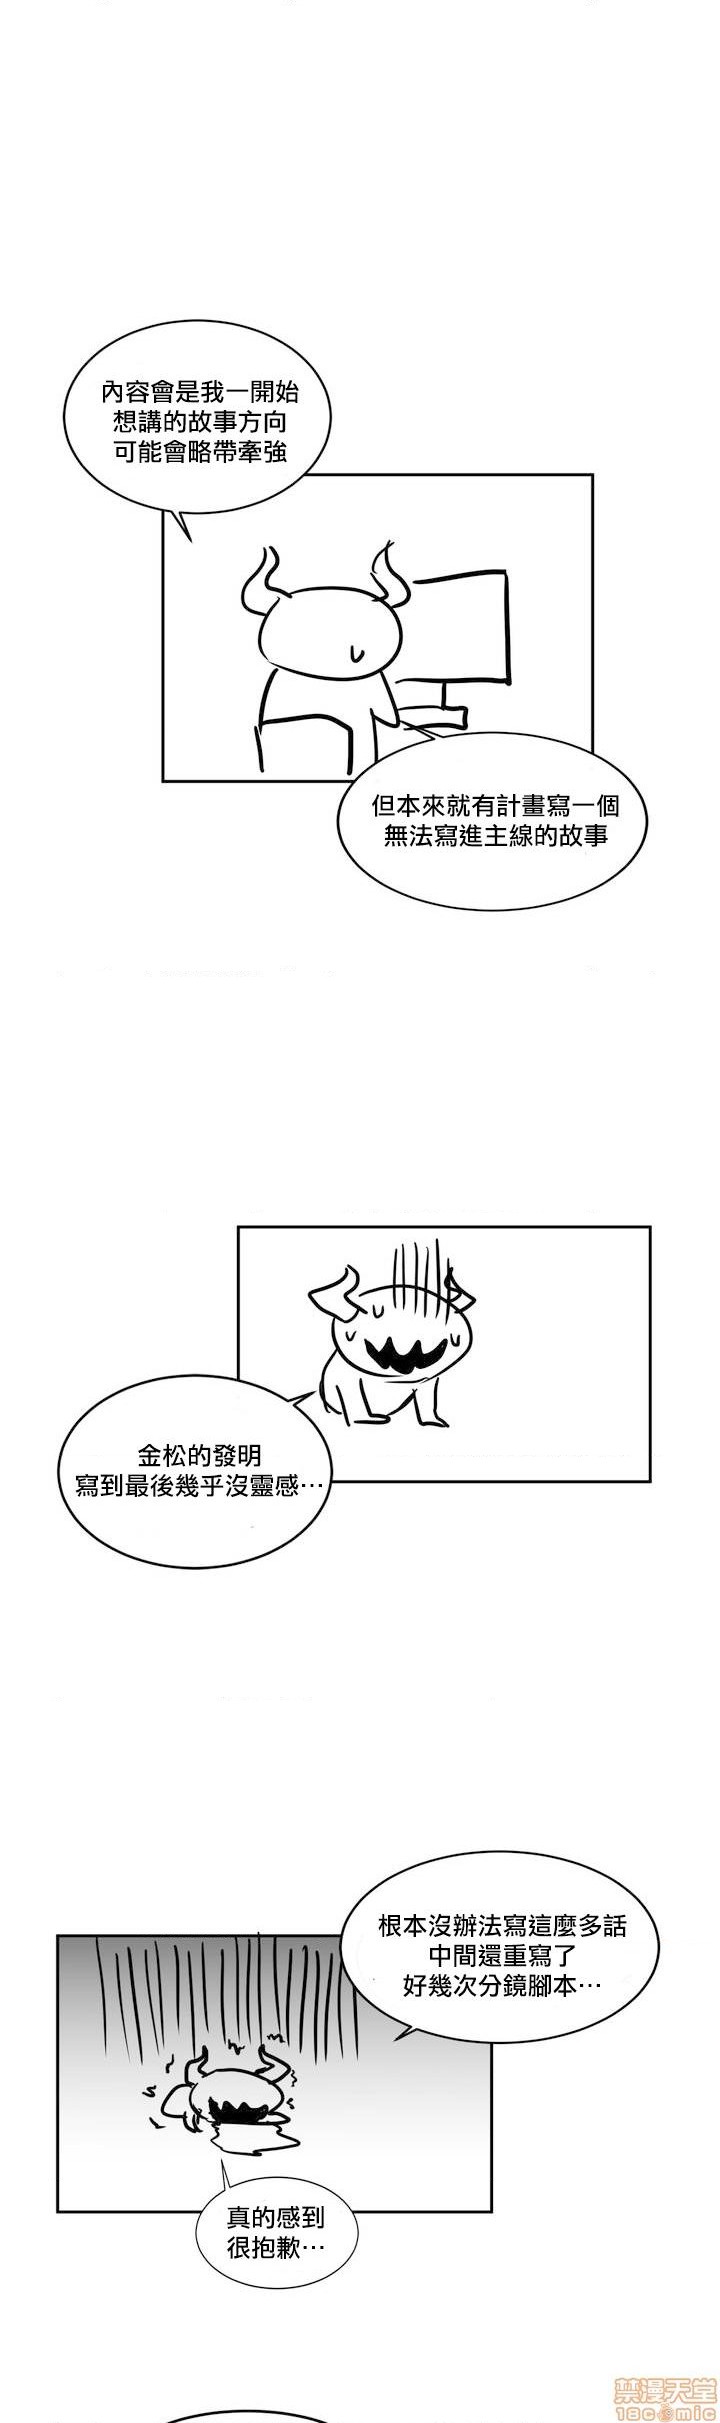 內容會是我一開始
想講的故事方向
可能會略帶牽強
但本來就有計畫寫一個
無法寫進主線的故事
金松的發明
寫到最後幾乎沒靈感⋯
根本沒辦法寫這麼多話
中間還重寫了
好幾次分鏡腳本⋯
真的感到
很抱歉⋯
禁漫天堂
18comic